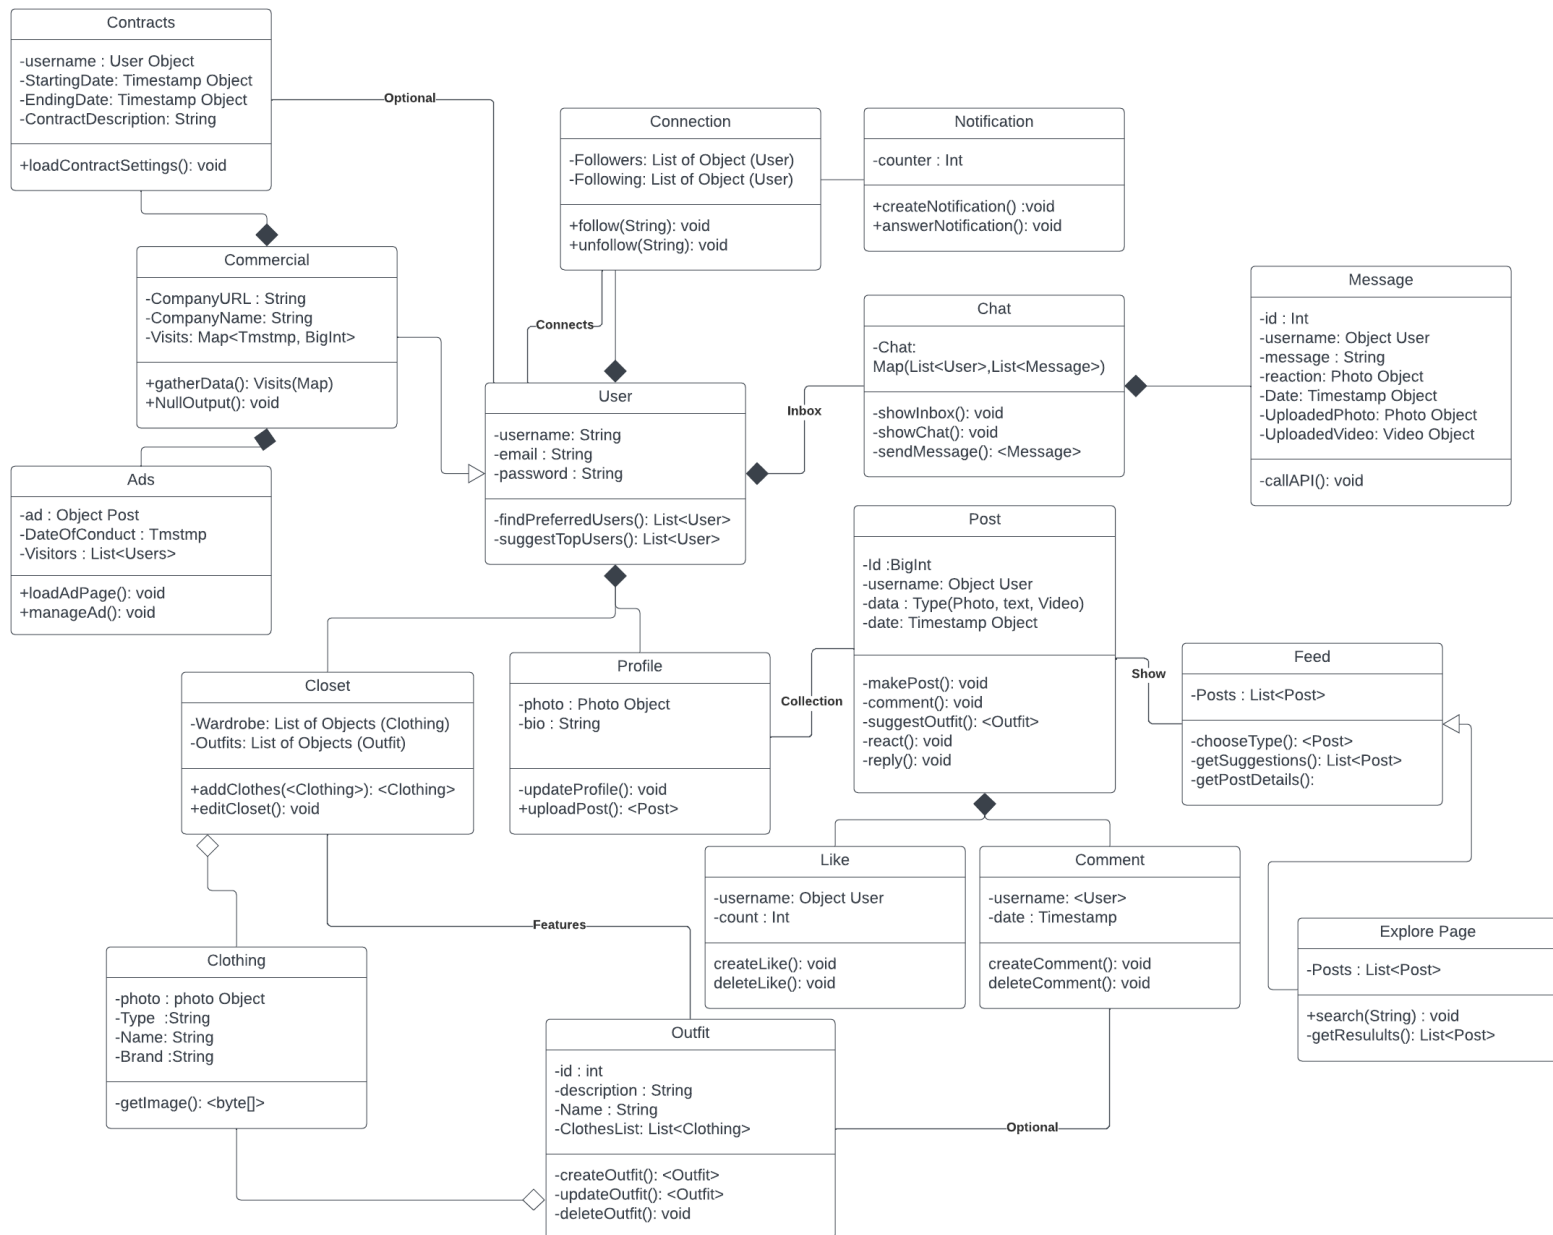 Contracts
-username : User Object
-StartingDate: Timestamp Object
-EndingDate: Timestamp Object
-ContractDescription: String
+loadContractSettings(): void
Optional
Connection
-Followers: List of Object (User)
-Following: List of Object (User)
+follow(String): void
+unfollow(String): void
Notification
-counter : Int
+createNotification() :void
+answerNotification(): void
Commercial
-CompanyURL : String
-CompanyName: String
-Visits: Map<Tmstmp, BigInt>
+gatherData(): Visits(Map)
+NullOutput(): void
Connects
Chat
-Chat:
Map(List<User>,List<Message>)
-showInbox(): void
-showChat(): void
-sendMessage(): <Message>
Message
-id : Int
-username: Object User
-message : String
-reaction: Photo Object
-Date: Timestamp Object
-UploadedPhoto: Photo Object
-UploadedVideo: Video Object
-callAPI(): void
User
-username: String
-email : String
-password : String
-findPreferredUsers(): List<User>
-suggestTopUsers(): List<User>
Inbox
Ads
-ad : Object Post
-DateOfConduct : Tmstmp
-Visitors : List<Users>
+loadAdPage(): void
+manageAd(): void
Post
-Id :BigInt
-username: Object User
-data : Type(Photo, text, Video)
-date: Timestamp Object
-makePost(): void
-comment(): void
-suggestOutfit(): <Outfit>
-react(): void
-reply(): void
Closet
-Wardrobe: List of Objects (Clothing)
-Outfits: List of Objects (Outfit)
+addClothes(<Clothing>): <Clothing>
+editCloset(): void
Profile
-photo : Photo Object
-bio : String
-updateProfile(): void
+uploadPost(): <Post>
Collection
Show
Feed
-Posts : List<Post>
-chooseType(): <Post>
-getSuggestions(): List<Post>
-getPostDetails():
Like
-username: Object User
-count : Int
createLike(): void
deleteLike(): void
Comment
-username: <User>
-date : Timestamp
createComment(): void
deleteComment(): void
Features
Explore Page
-Posts : List<Post>
+search(String) : void
-getResulults(): List<Post>
Clothing
-photo : photo Object
-Type  :String
-Name: String
-Brand :String
-getImage(): <byte[]>
Outfit
-id : int
-description : String
-Name : String
-ClothesList: List<Clothing>
-createOutfit(): <Outfit>
-updateOutfit(): <Outfit>
-deleteOutfit(): void
Optional